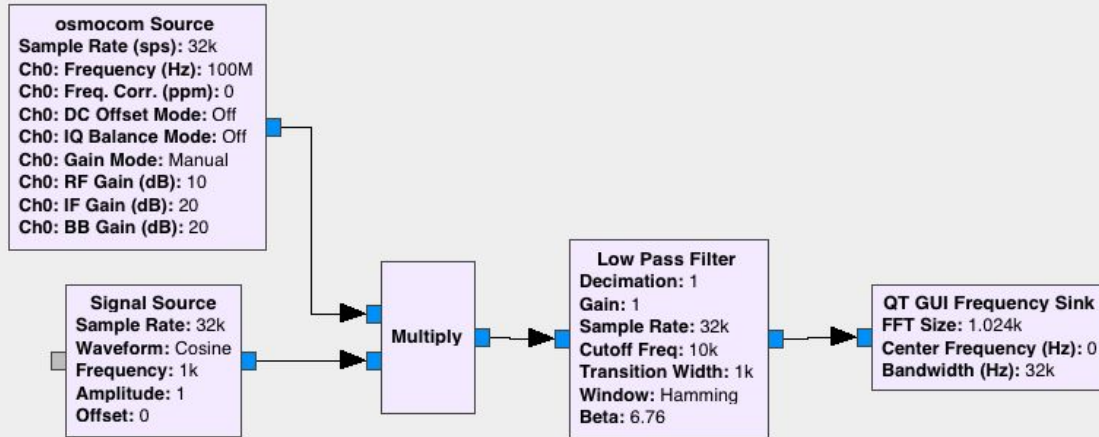 osmocom Source
Sample Rate (sps): 32k
Ch0: Frequency (Hz): 100M
Ch0: Freq. Corr. (ppm): 0
Ch0: DC Offset Mode: Off
Ch0: IQ Balance Mode: Off
Ch0: Gain Mode: Manual
Ch0: RF Gain (dB): 10
Ch0: IF Gain (dB): 20
Ch0: BB Gain (dB): 20
Signal Source
Sample Rate: 32k
Waveform: Cosine
Frequency: 1k
Amplitude: 1
Offset: 0
Multiply
Low Pass Filter
Decimation: 1
Gain: 1
Sample Rate: 32k
Cutoff Freq: 10k
Transition Width: 1k
Window: Hamming
Beta: 6.76
QT GUI Frequency Sink
FFT Size: 1.024k
Center Frequency (Hz): 0
Bandwidth (Hz): 32k